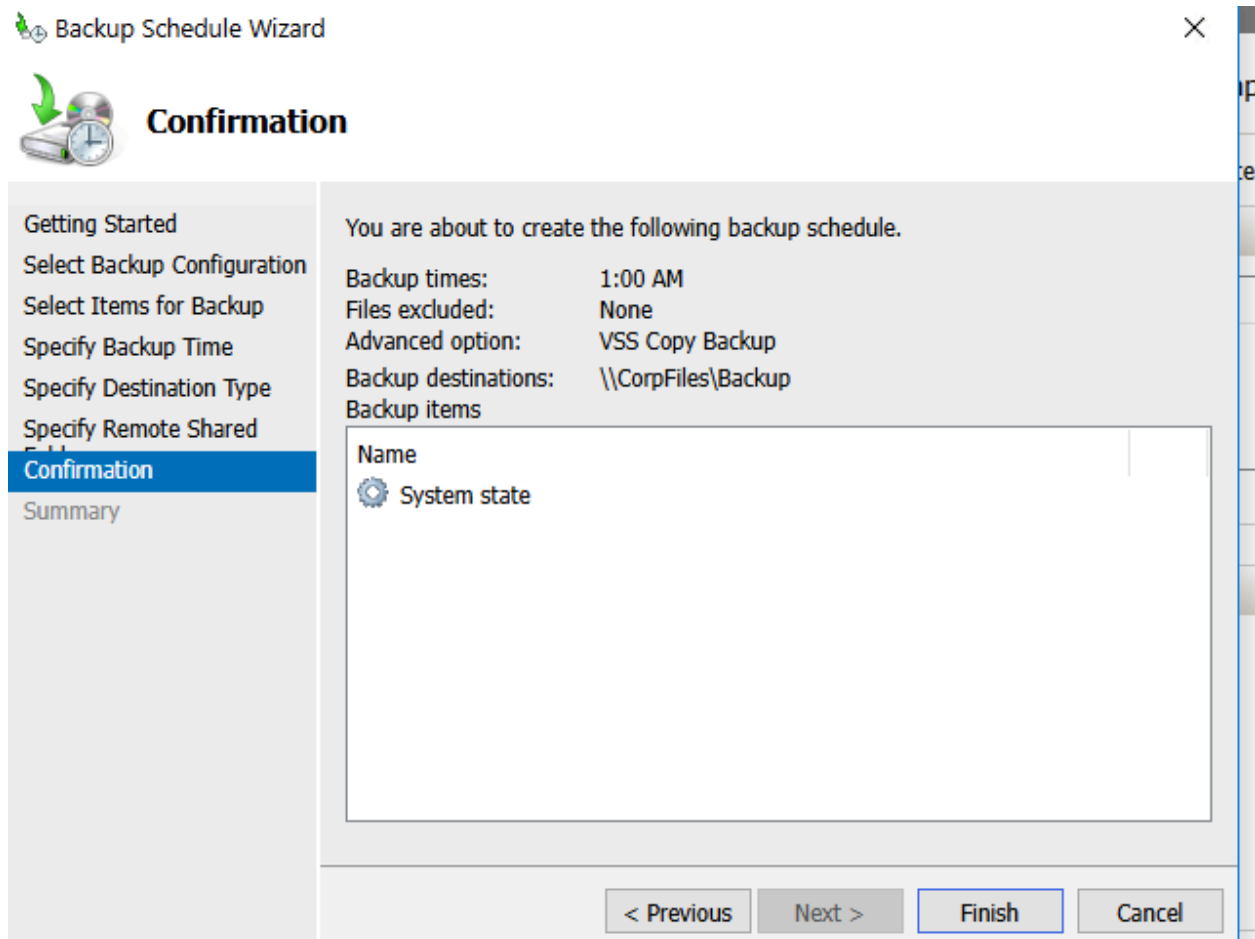 Backup Schedule Wizard
Confirmation
Getting Started
Select Backup Configuration
Select Items for Backup
Specify Backup Time
Specify Destination Type
Specify Remote Shared
Confirmation
Summary
You are about to create the following backup schedule.
Backup times: 1:00 AM
Files excluded: None
Advanced option: VSS Copy Backup
Backup destinations: \\CorpFiles\Backup
Backup items
Name
System state
< Previous Next > Finish Cancel